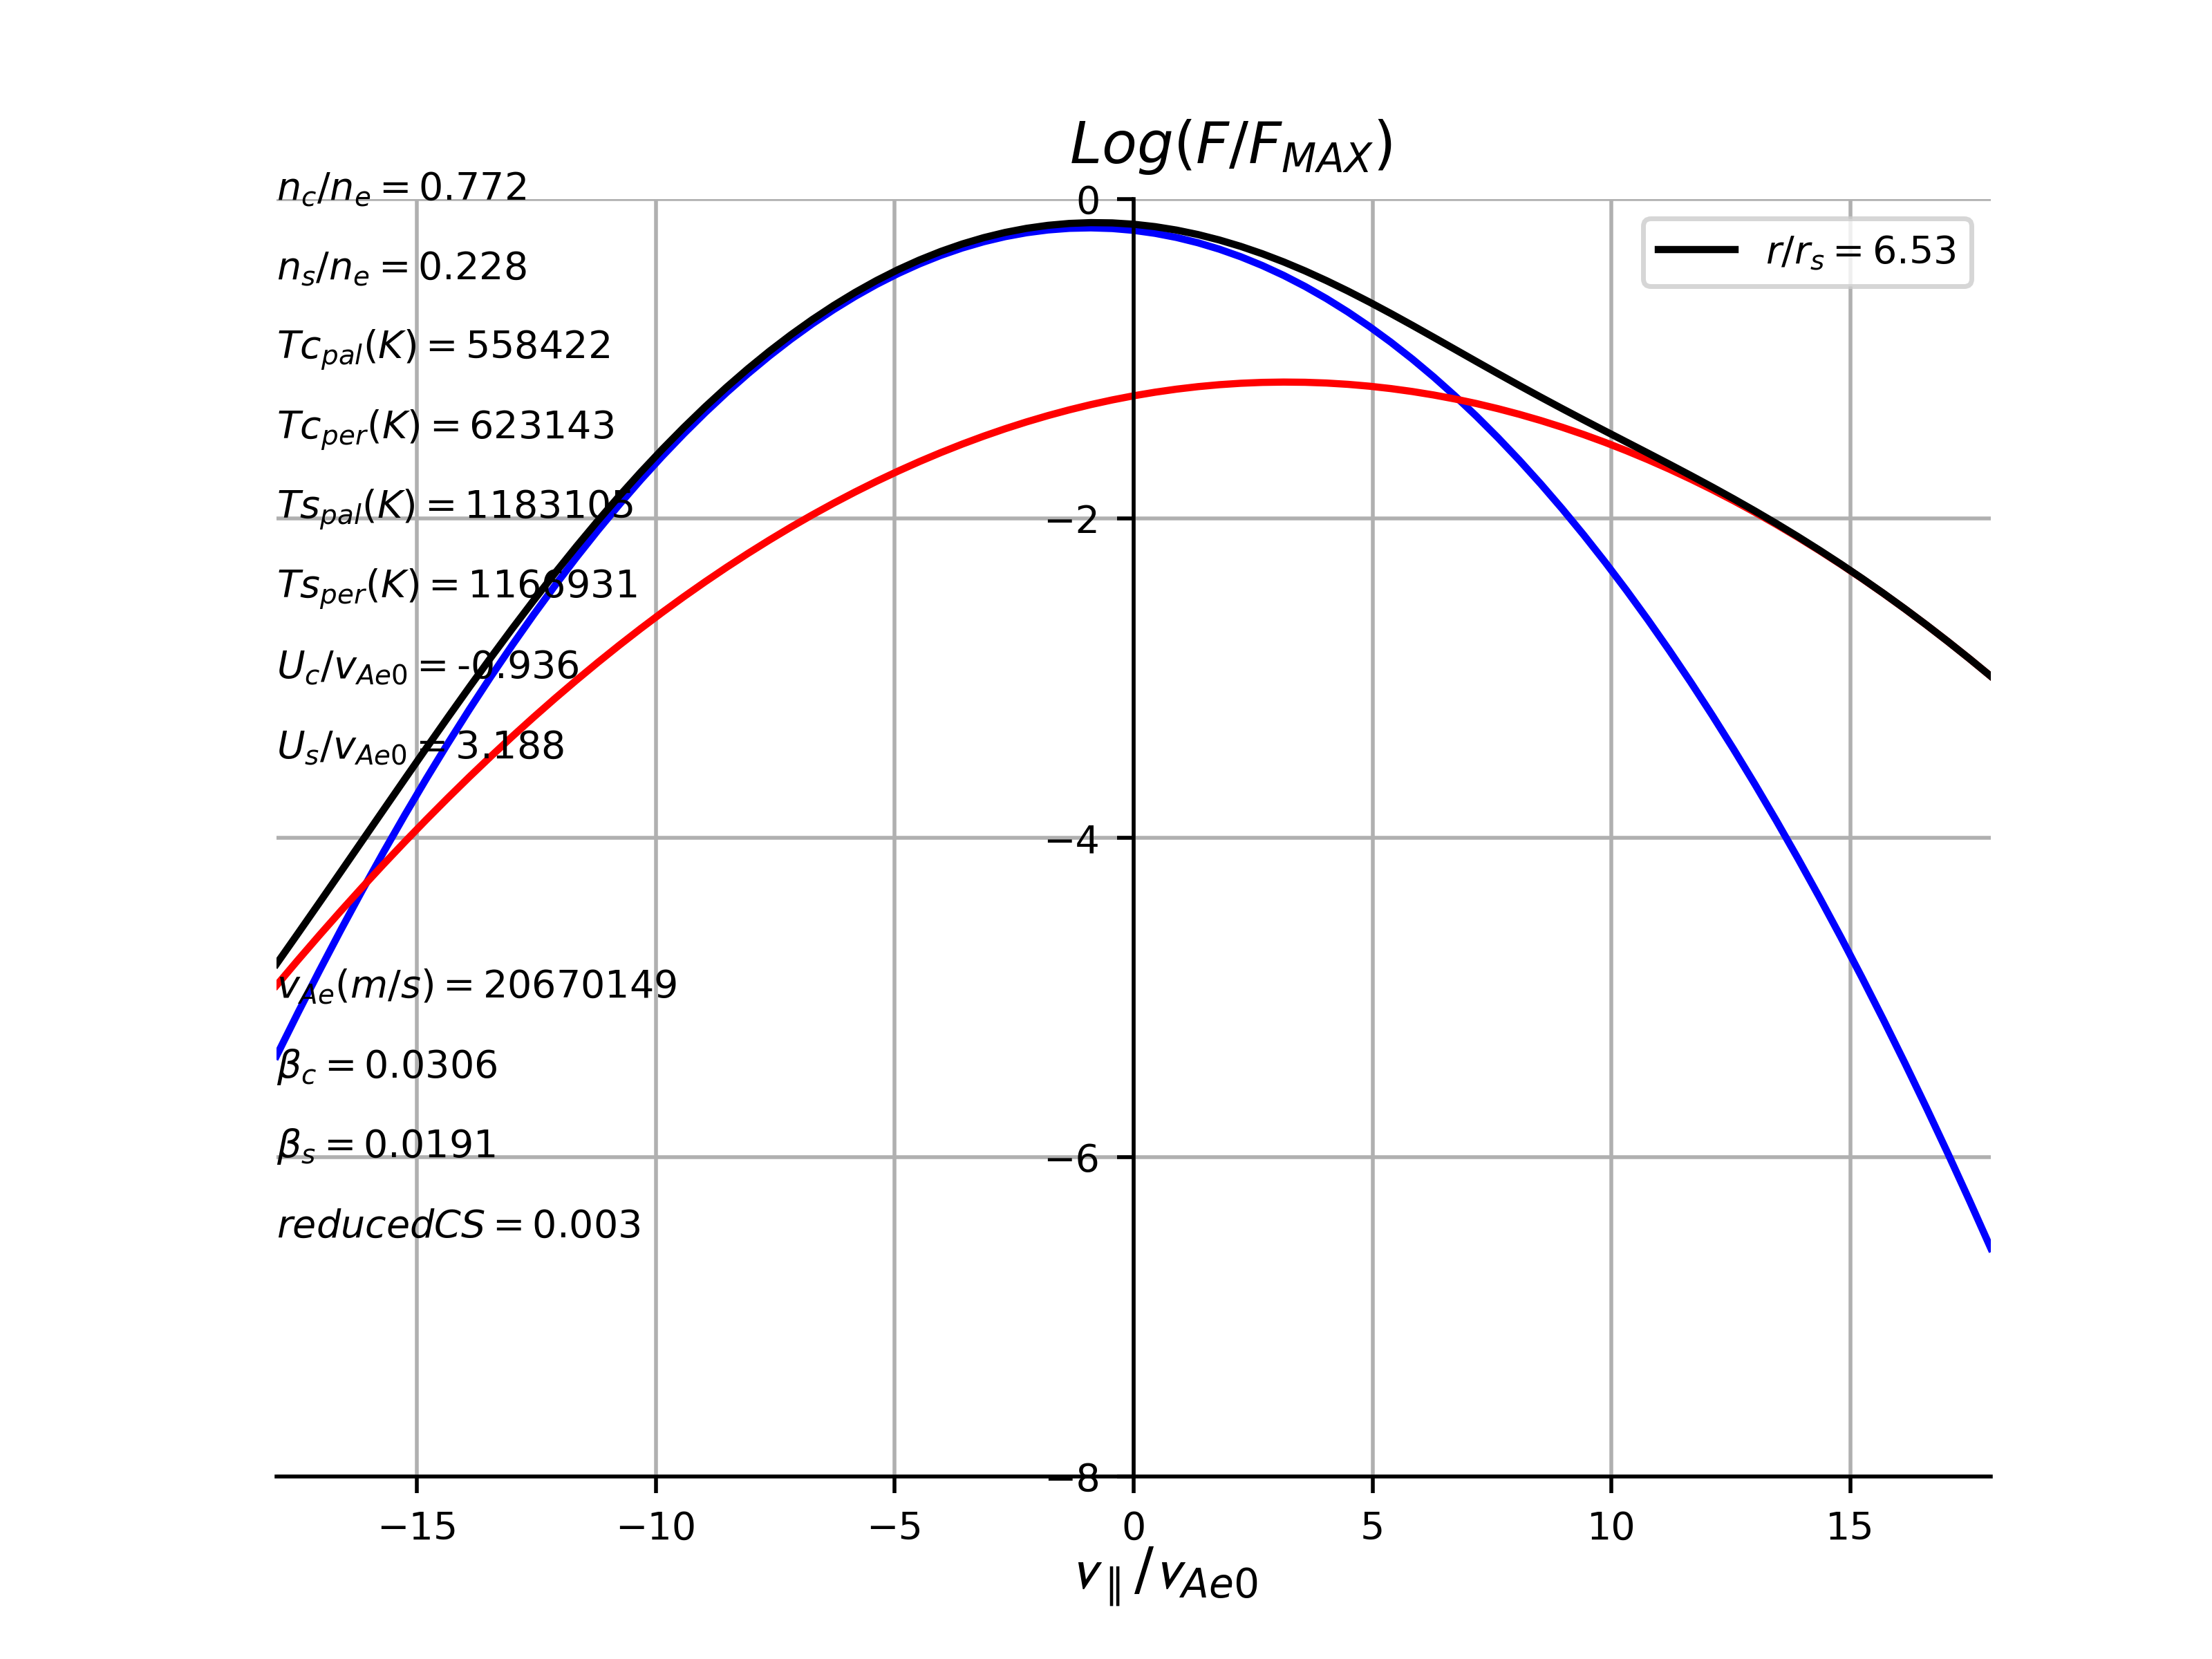 Log(F/F_MAX)
n_c/n_e = 0.772
n_s/n_e = 0.228
Tc_pal(K) = 558422
Tc_per(K) = 623143
Ts_pal(K) = 1183105
Ts_per(K) = 1166931
U_c/v_Ae0 = -0.936
U_s/v_Ae0 = 3.188
v_Ae(m/s) = 20670149
β_c = 0.0306
β_s = 0.0191
reducedCS = 0.003
r/r_s = 6.53
0
−2
−4
−6
−8
−15 −10 −5 0 5 10 15
v_∥/v_Ae0